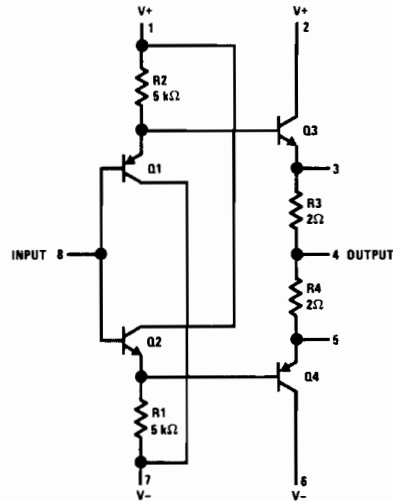 V+
1
V+
2
R2
5 kΩ
Q3
Q1
3
R3
2Ω
INPUT 8
4 OUTPUT
R4
2Ω
Q2
5
Q4
R1
5 kΩ
7
V−
6
V−